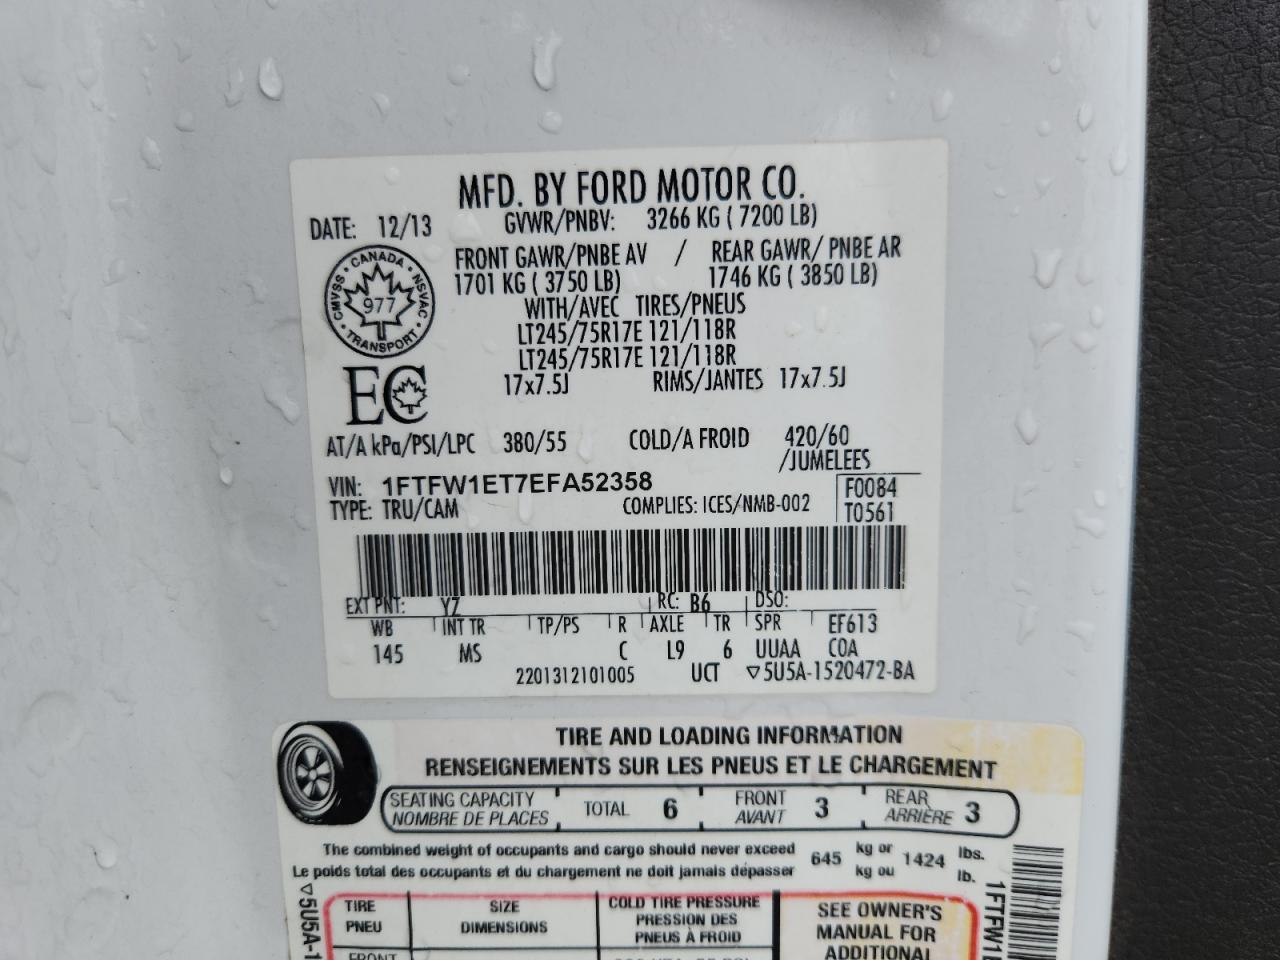 MFD. BY FORD MOTOR CO.
DATE: 12/13 GVWR/PNBV: 3266 KG ( 7200 LB)
FRONT GAWR/PNBE AV / REAR GAWR/ PNBE AR
1701 KG ( 3750 LB) 1746 KG ( 3850 LB)
WITH/AVEC TIRES/PNEUS
LT245/75R17E 121/118R
LT245/75R17E 121/118R
17x7.5J RIMS/JANTES 17x7.5J
CANADA
CMVSS · NSVAC
977
TRANSPORT
EC
AT/A kPa/PSI/LPC 380/55 COLD/A FROID 420/60
/JUMELEES
VIN: 1FTFW1ET7EFA52358 F0084
TYPE: TRU/CAM COMPLIES: ICES/NMB-002 T0561
EXT PNT: YZ RC: B6 DSO:
WB INT TR TP/PS R AXLE TR SPR EF613
145 MS C L9 6 UUAA COA
2201312101005 UCT ▽5U5A-1520472-BA
TIRE AND LOADING INFORMATION
RENSEIGNEMENTS SUR LES PNEUS ET LE CHARGEMENT
SEATING CAPACITY TOTAL 6 FRONT 3 REAR 3
NOMBRE DE PLACES AVANT ARRIÈRE
The combined weight of occupants and cargo should never exceed 645 kg or 1424 lbs.
Le poids total des occupants et du chargement ne doit jamais dépasser kg ou lb.
TIRE SIZE COLD TIRE PRESSURE
PNEU DIMENSIONS PRESSION DES
PNEUS À FROID
SEE OWNER'S
MANUAL FOR
ADDITIONAL
FRONT
▽5U5A-1
1FTFW1E